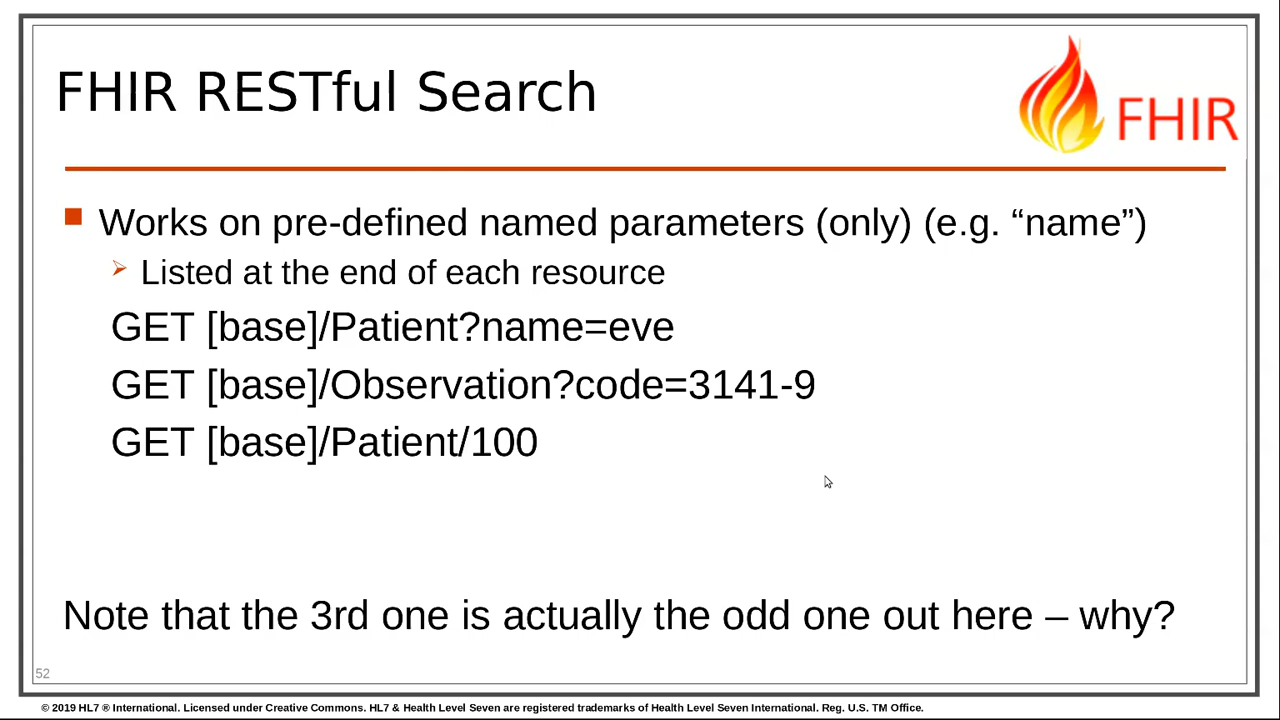 FHIR RESTful Search
FHIR
Works on pre-defined named parameters (only) (e.g. “name”)
Listed at the end of each resource
GET [base]/Patient?name=eve
GET [base]/Observation?code=3141-9
GET [base]/Patient/100
Note that the 3rd one is actually the odd one out here – why?
52
© 2019 HL7 ® International. Licensed under Creative Commons. HL7 & Health Level Seven are registered trademarks of Health Level Seven International. Reg. U.S. TM Office.